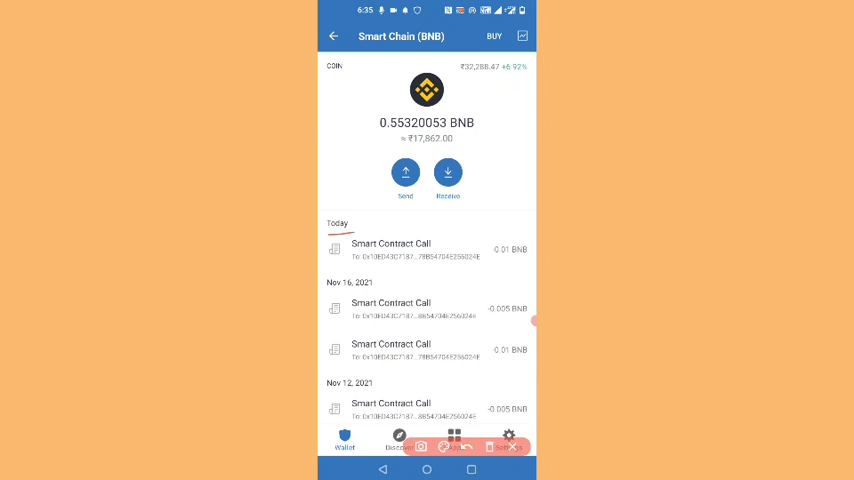 6:35
Smart Chain (BNB) BUY
COIN ₹32,288.47 +6.92%
0.55320053 BNB
≈ ₹17,862.00
Send Receive
Today
Smart Contract Call -0.01 BNB
Nov 16, 2021
Smart Contract Call -0.005 BNB
Smart Contract Call -0.01 BNB
Nov 12, 2021
Smart Contract Call -0.005 BNB
Wallet